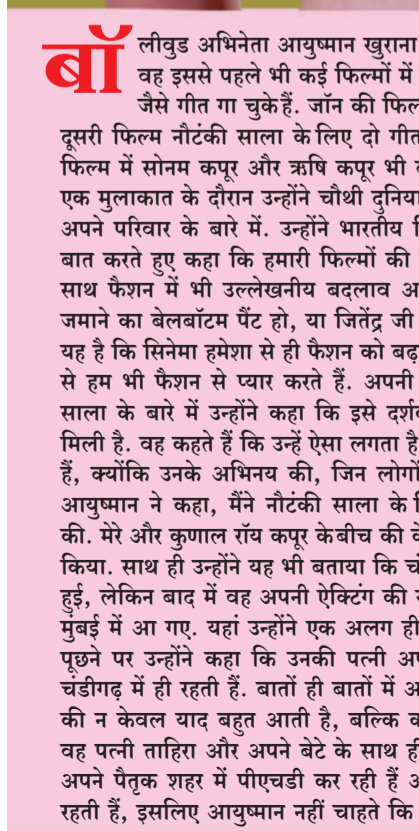 बॉलीवुड अभिनेता आयुष्मान खुराना
वह इससे पहले भी कई फिल्मों में
जैसे गीत गा चुके हैं. जॉन की
दूसरी फिल्म नौटंकी साला के लिए दो गीत
फिल्म में सोनम कपूर और ऋषि कपूर भी
एक मुलाकात के दौरान उन्होंने चौथी दुनिया
अपने परिवार के बारे में. उन्होंने भारतीय
बात करते हुए कहा कि हमारी फिल्मों की
साथ फैशन में भी उल्लेखनीय बदलाव
जमाने का बेलबॉटम पैंट हो, या जितेंद्र जी
यह है कि सिनेमा हमेशा से ही फैशन को
से हम भी फैशन से प्यार करते हैं. अपनी
साला के बारे में उन्होंने कहा कि इसे
मिली है. वह कहते हैं कि उन्हें ऐसा लगता है
हैं, क्योंकि उनके अभिनय की, जिन लोगों
आयुष्मान ने कहा, मैंने नौटंकी साला के
की. मेरे और कुणाल रॉय कपूर के बीच की
किया. साथ ही उन्होंने यह भी बताया कि
हुई, लेकिन बाद में वह अपनी ऐक्टिंग की
मुंबई में आ गए. यहां उन्होंने एक अलग ही
पूछने पर उन्होंने कहा कि उनकी पत्नी
चंडीगढ़ में ही रहती हैं. बातों ही बातों में
की न केवल याद बहुत आती है, बल्कि
वह पत्नी ताहिरा और अपने बेटे के साथ ही
अपने पैतृक शहर में पीएचडी कर रही हैं
रहती हैं, इसलिए आयुष्मान नहीं चाहते कि